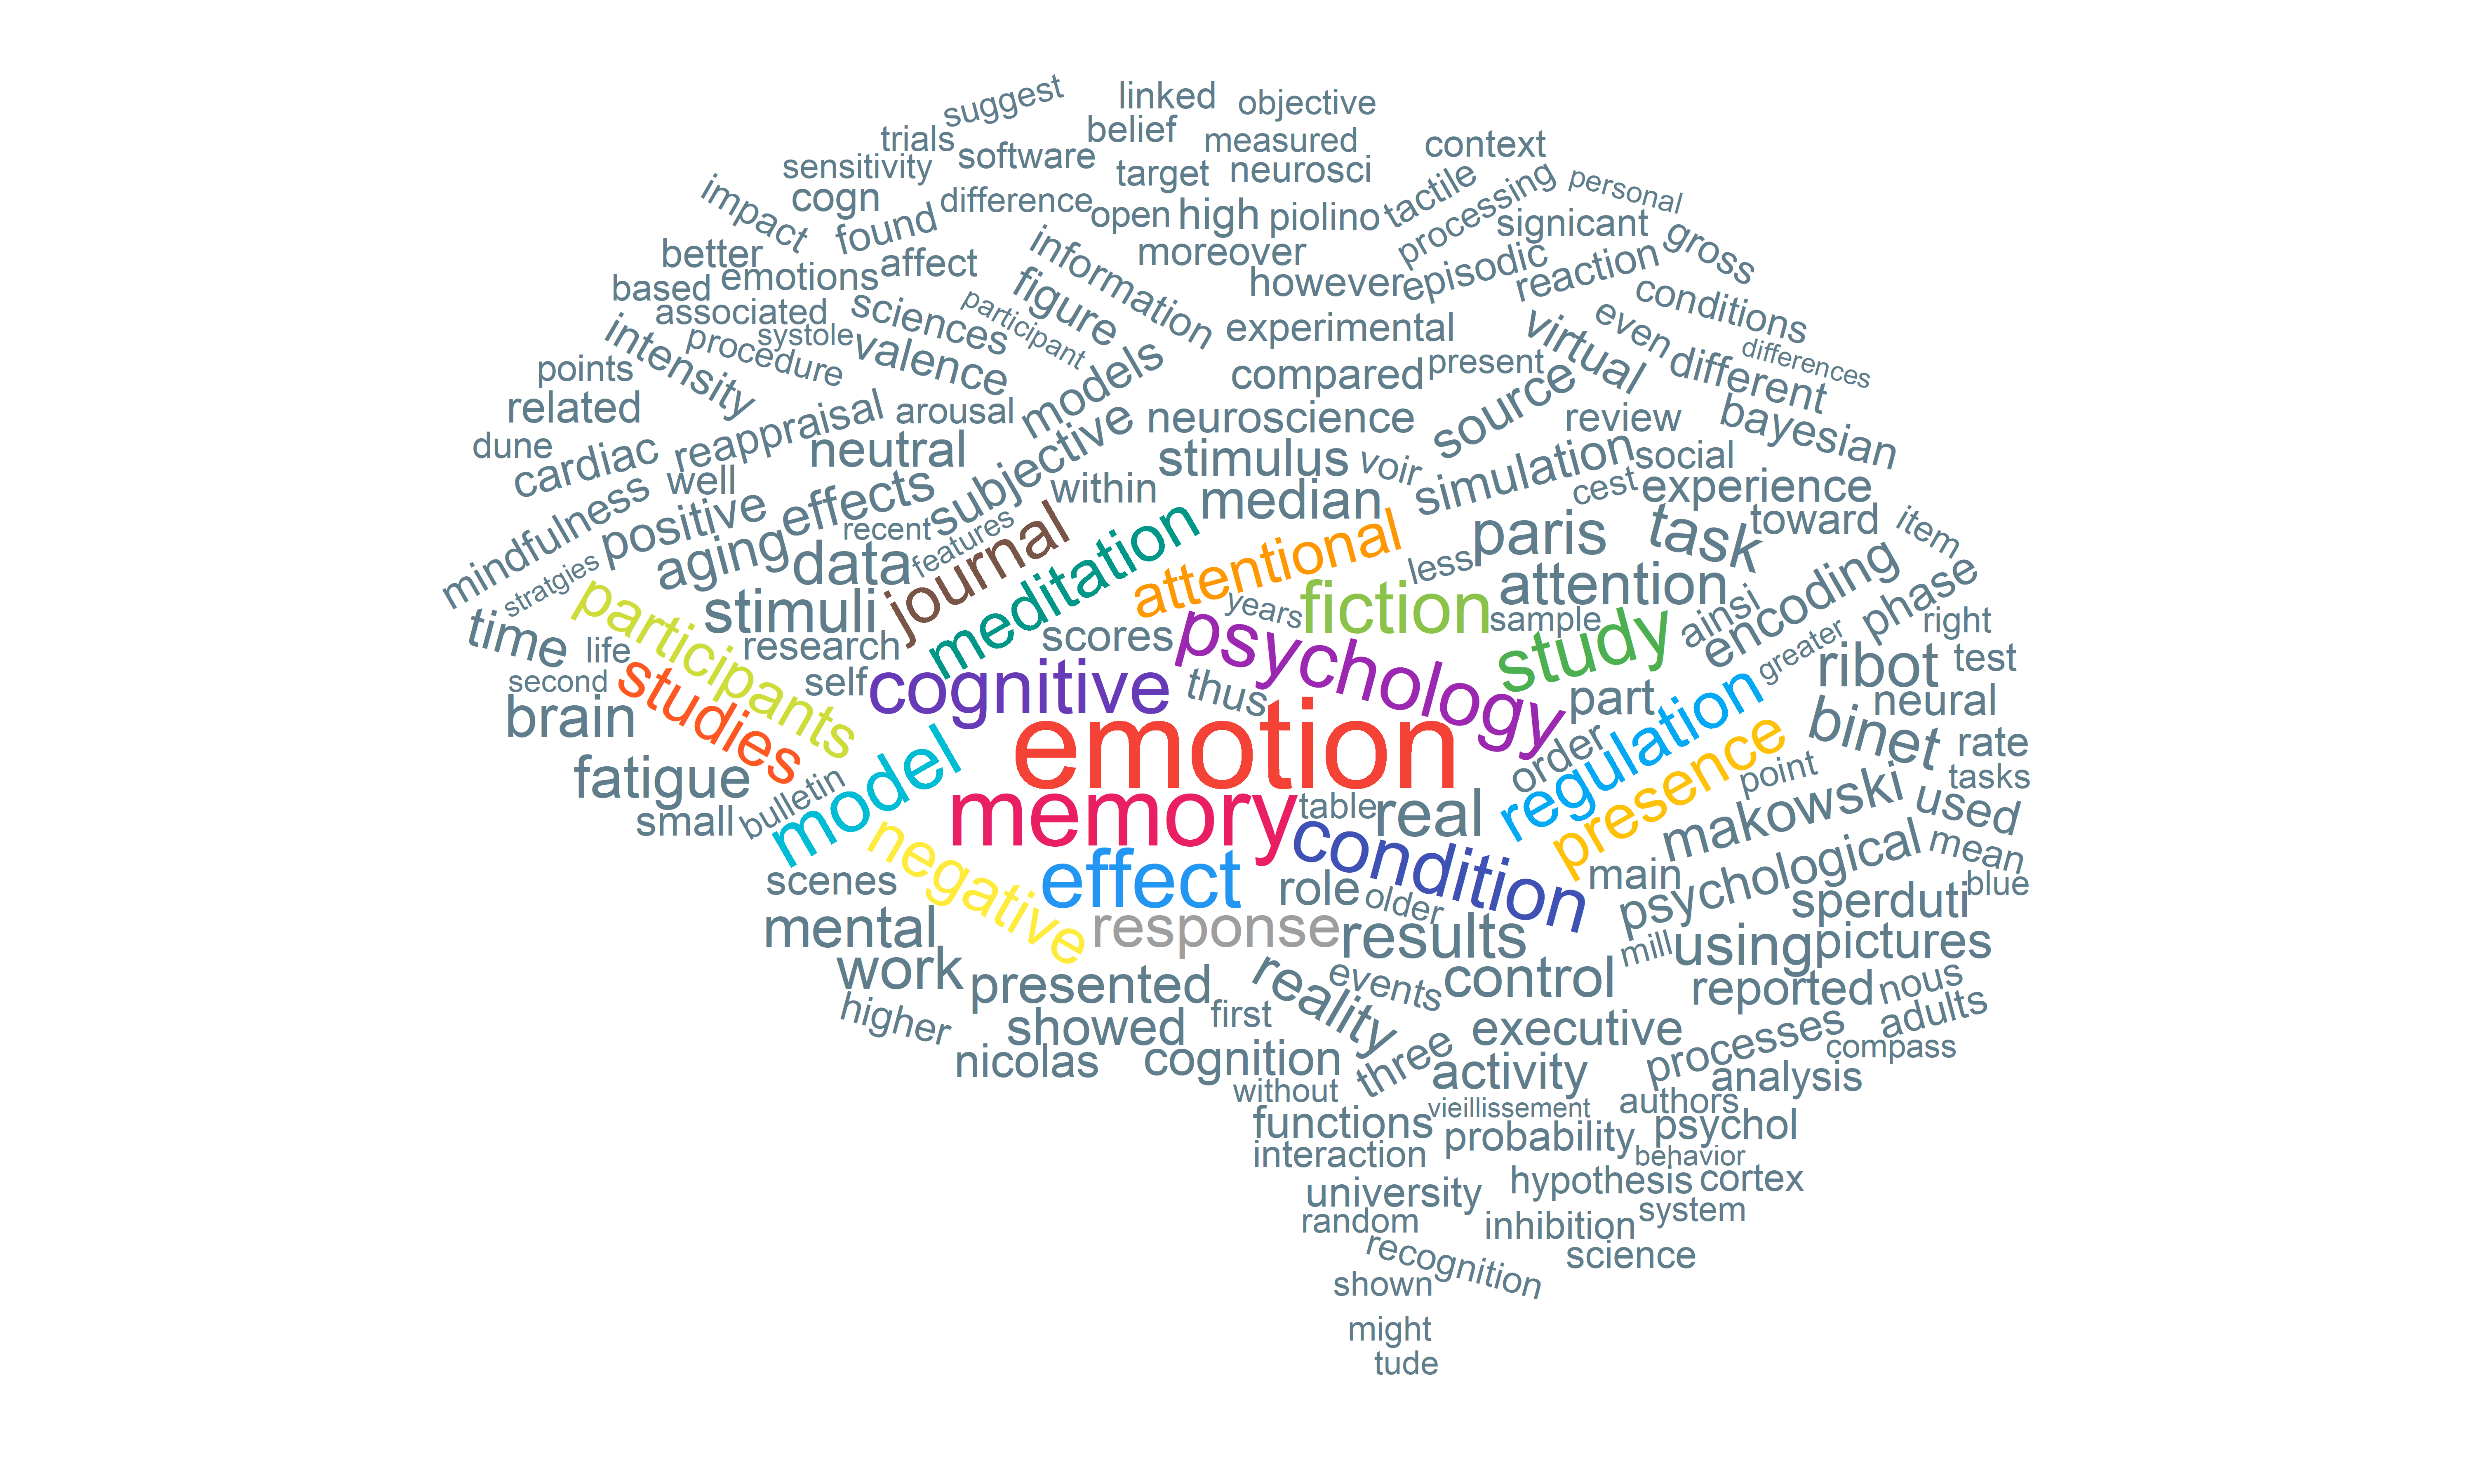 suggest
linked
objective
trials
belief
measured
context
sensitivity
software
target
neurosci
tactile
processing
personal
impact
cogn
difference
open
high
piolino
signicant
gross
found
better
emotions
affect
information
moreover
however
episodic
reaction
conditions
based
associated
systole
sciences
participant
figure
experimental
virtual
even
differences
intensity
procedure
valence
models
points
compared
present
source
different
related
reappraisal
arousal
neuroscience
review
bayesian
dune
cardiac
well
neutral
subjective
stimulus
voir
simulation
social
mindfulness
positive
effects
within
median
cest
experience
stratgies
aging
recent
features
data
journal
meditation
attentional
less
paris
task
toward
item
time
participants
stimuli
years
fiction
attention
sample
ainsi
encoding
phase
right
life
research
scores
psychology
study
greater
ribot
test
second
studies
self
cognitive
thus
part
regulation
neural
brain
emotion
order
presence
point
binet
rate
fatigue
model
tasks
small
bulletin
memory
table
real
makowski
used
negative
condition
scenes
effect
role
older
main
psychological
mean
blue
mental
response
results
sperduti
work
presented
reality
events
control
mill
using
pictures
higher
first
reported
nous
showed
executive
processes
adults
nicolas
cognition
three
activity
analysis
compass
without
vieillissement
authors
functions
probability
psychol
interaction
behavior
university
hypothesis
cortex
random
inhibition
system
recognition
science
shown
might
tude